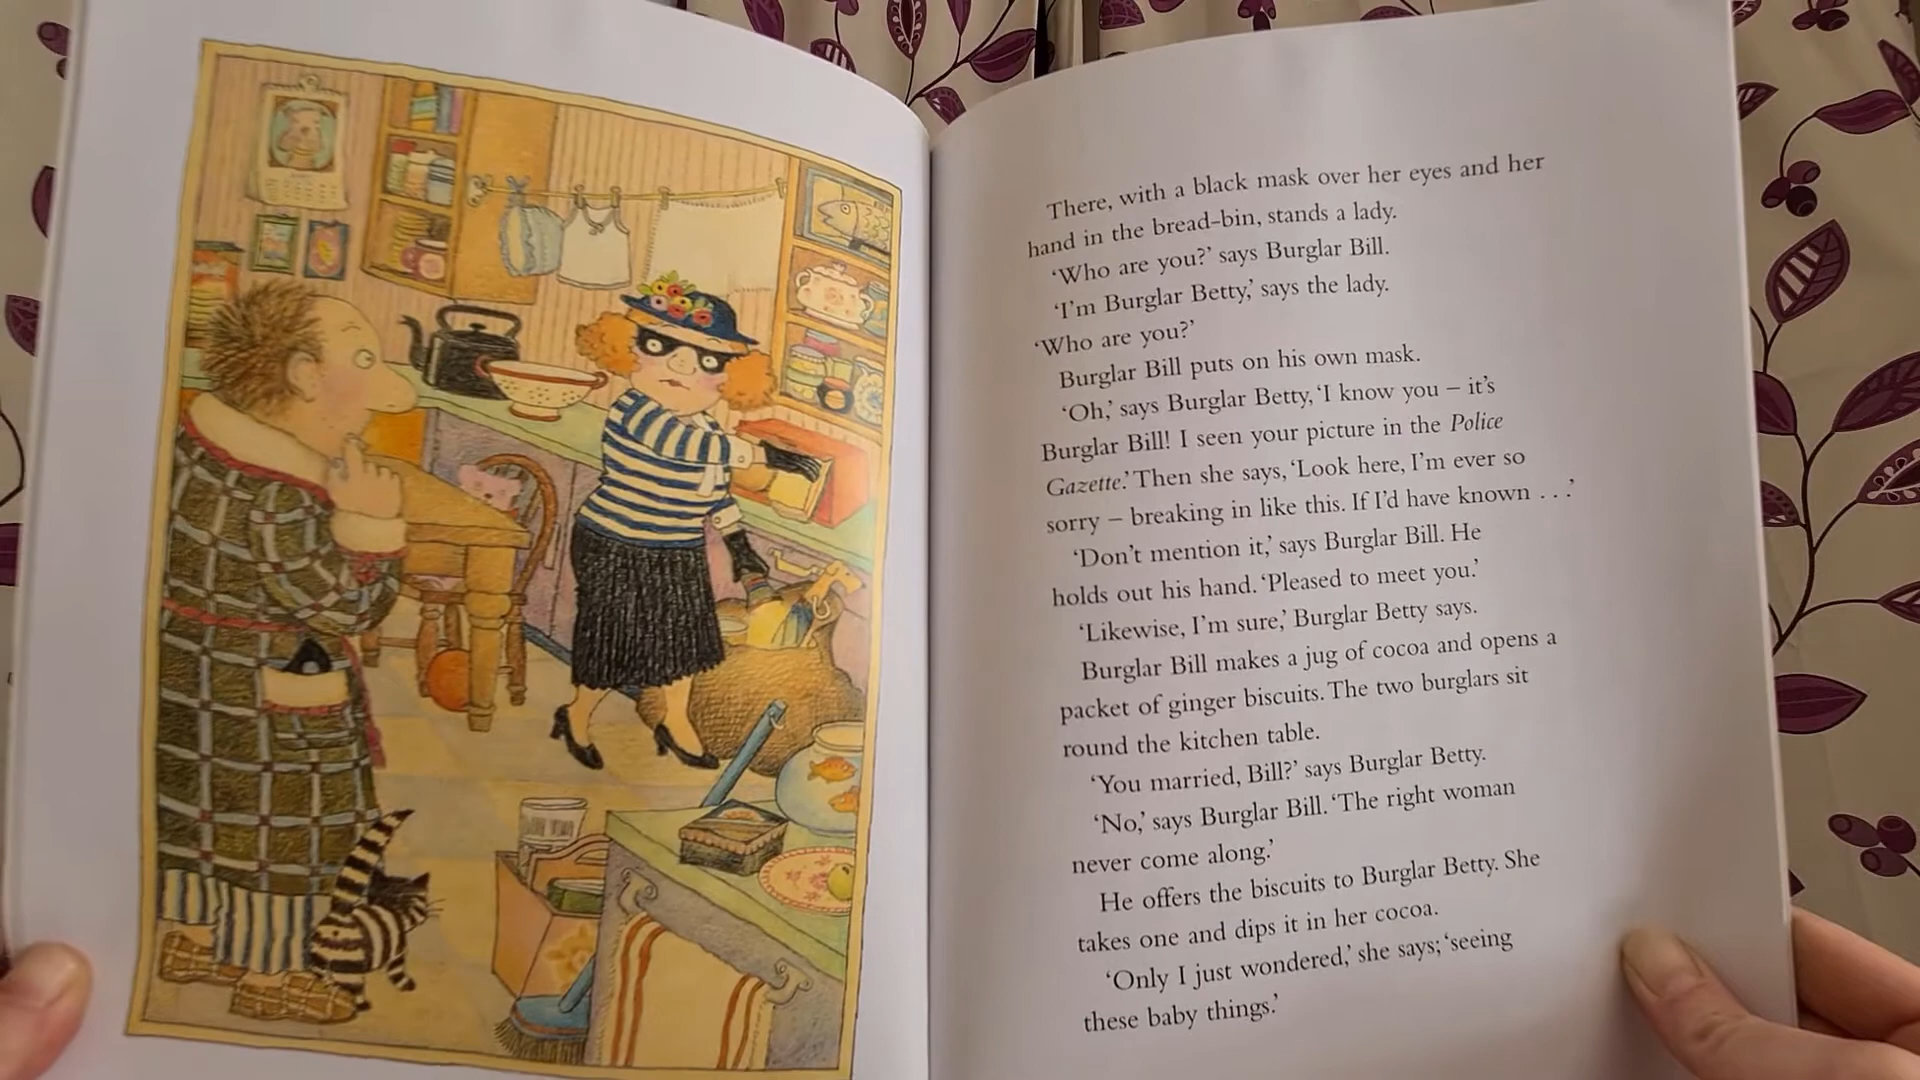 There, with a black mask over her eyes and her
hand in the bread-bin, stands a lady.
‘Who are you?’ says Burglar Bill.
‘I’m Burglar Betty,’ says the lady.
‘Who are you?’
Burglar Bill puts on his own mask.
‘Oh,’ says Burglar Betty, ‘I know you – it’s
Burglar Bill! I seen your picture in the Police
Gazette.’ Then she says, ‘Look here, I’m ever so
sorry – breaking in like this. If I’d have known . . .’
‘Don’t mention it,’ says Burglar Bill. He
holds out his hand. ‘Pleased to meet you.’
‘Likewise, I’m sure,’ Burglar Betty says.
Burglar Bill makes a jug of cocoa and opens a
packet of ginger biscuits. The two burglars sit
round the kitchen table.
‘You married, Bill?’ says Burglar Betty.
‘No,’ says Burglar Bill. ‘The right woman
never come along.’
He offers the biscuits to Burglar Betty. She
takes one and dips it in her cocoa.
‘Only I just wondered,’ she says; ‘seeing
these baby things.’